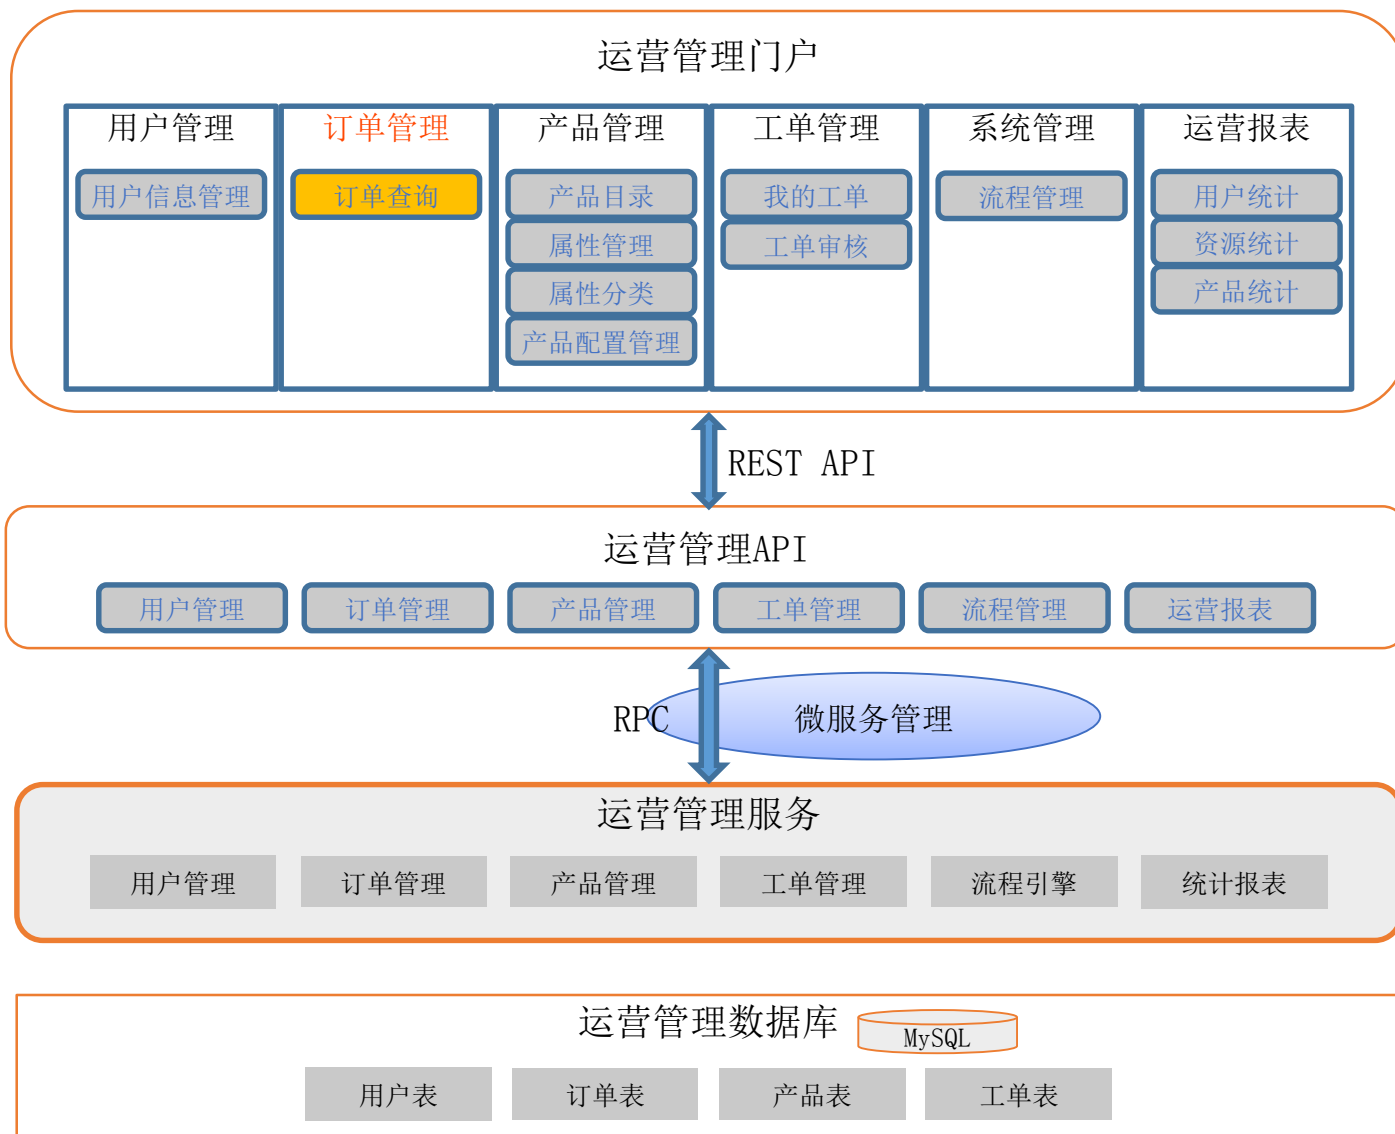 运营管理门户
用户管理 订单管理 产品管理 工单管理 系统管理 运营报表
用户信息管理 订单查询 产品目录 我的工单 流程管理 用户统计
属性管理 工单审核 资源统计
属性分类 产品统计
产品配置管理
REST API
运营管理API
用户管理 订单管理 产品管理 工单管理 流程管理 运营报表
RPC 微服务管理
运营管理服务
用户管理 订单管理 产品管理 工单管理 流程引擎 统计报表
运营管理数据库 MySQL
用户表 订单表 产品表 工单表